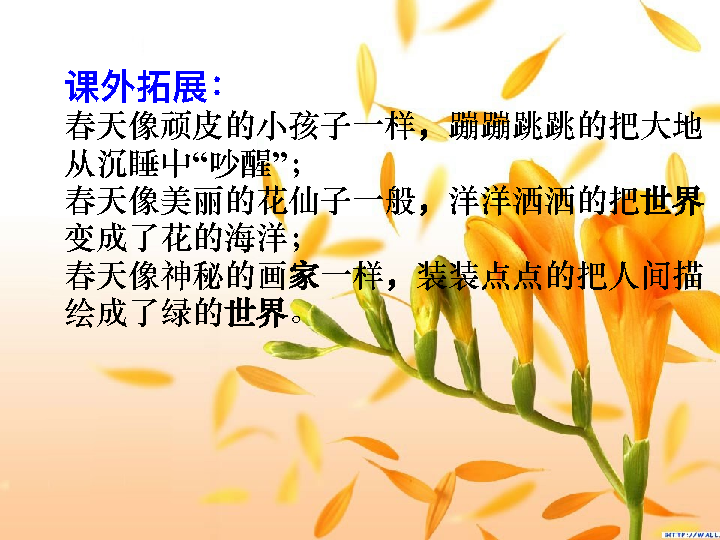 课外拓展：
春天像顽皮的小孩子一样，蹦蹦跳跳的把大地
从沉睡中“吵醒”；
春天像美丽的花仙子一般，洋洋洒洒的把世界
变成了花的海洋；
春天像神秘的画家一样，装装点点的把人间描
绘成了绿的世界。
HTTP://WALL